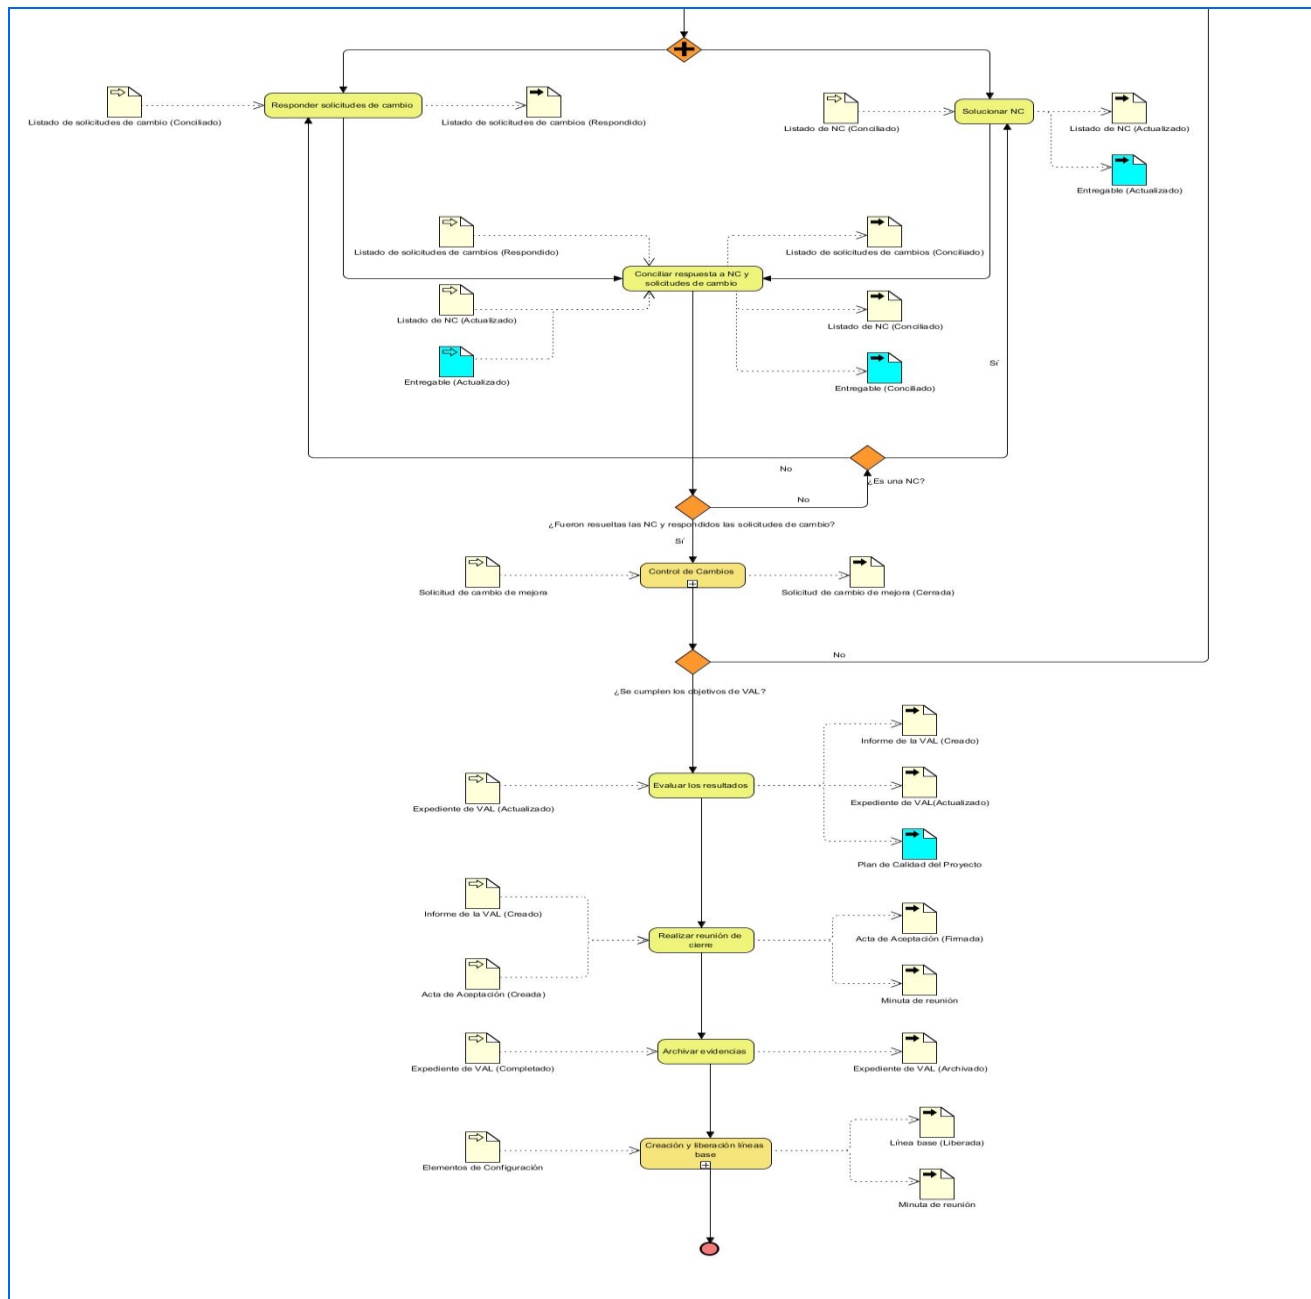 Responder solicitudes de cambio
Listado de solicitudes de cambio (Conciliado)
Listado de solicitudes de cambios (Respondido)
Solucionar NC
Listado de NC (Conciliado)
Listado de NC (Actualizado)
Entregable (Actualizado)
Listado de solicitudes de cambios (Respondido)
Listado de solicitudes de cambios (Conciliado)
Conciliar respuesta a NC y
solicitudes de cambio
Listado de NC (Actualizado)
Listado de NC (Conciliado)
Sí
Entregable (Actualizado)
Entregable (Conciliado)
No
¿Es una NC?
No
¿Fueron resueltas las NC y respondidos las solicitudes de cambio?
Sí
Control de Cambios
Solicitud de cambio de mejora
Solicitud de cambio de mejora (Cerrada)
No
¿Se cumplen los objetivos de VAL?
Informe de la VAL (Creado)
Evaluar los resultados
Expediente de VAL (Actualizado)
Expediente de VAL(Actualizado)
Plan de Calidad del Proyecto
Informe de la VAL (Creado)
Realizar reunión de
cierre
Acta de Aceptación (Firmada)
Acta de Aceptación (Creada)
Minuta de reunión
Archivar evidencias
Expediente de VAL (Completado)
Expediente de VAL (Archivado)
Creación y liberación líneas
base
Línea base (Liberada)
Elementos de Configuración
Minuta de reunión